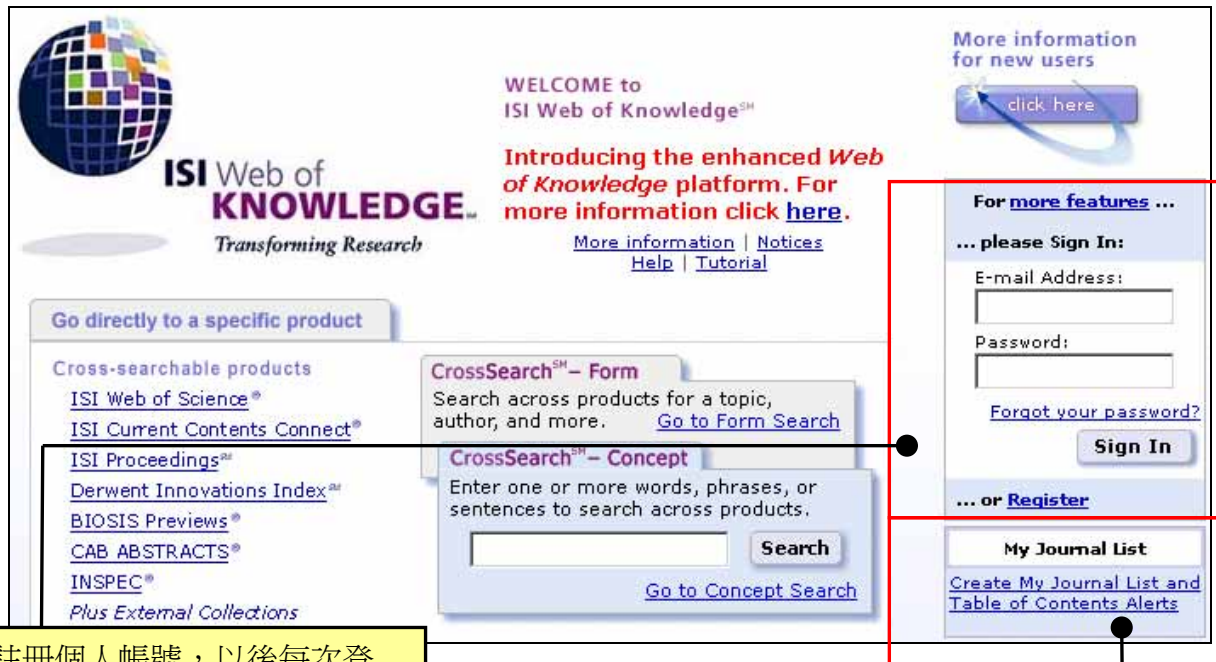 ISI Web of
KNOWLEDGE
Transforming Research
WELCOME to
ISI Web of Knowledge℠
Introducing the enhanced Web
of Knowledge platform. For
more information click here.
More information | Notices
Help | Tutorial
More information
for new users
click here
For more features ...
... please Sign In:
E-mail Address:
Password:
Forgot your password?
Sign In
... or Register
My Journal List
Create My Journal List and
Table of Contents Alerts
Go directly to a specific product
Cross-searchable products
ISI Web of Science®
ISI Current Contents Connect®
ISI Proceedings℠
Derwent Innovations Index℠
BIOSIS Previews®
CAB ABSTRACTS®
INSPEC®
Plus External Collections
CrossSearch℠– Form
Search across products for a topic,
author, and more. Go to Form Search
CrossSearch℠– Concept
Enter one or more words, phrases, or
sentences to search across products.
Search
Go to Concept Search
註冊個人帳號，以後每次登